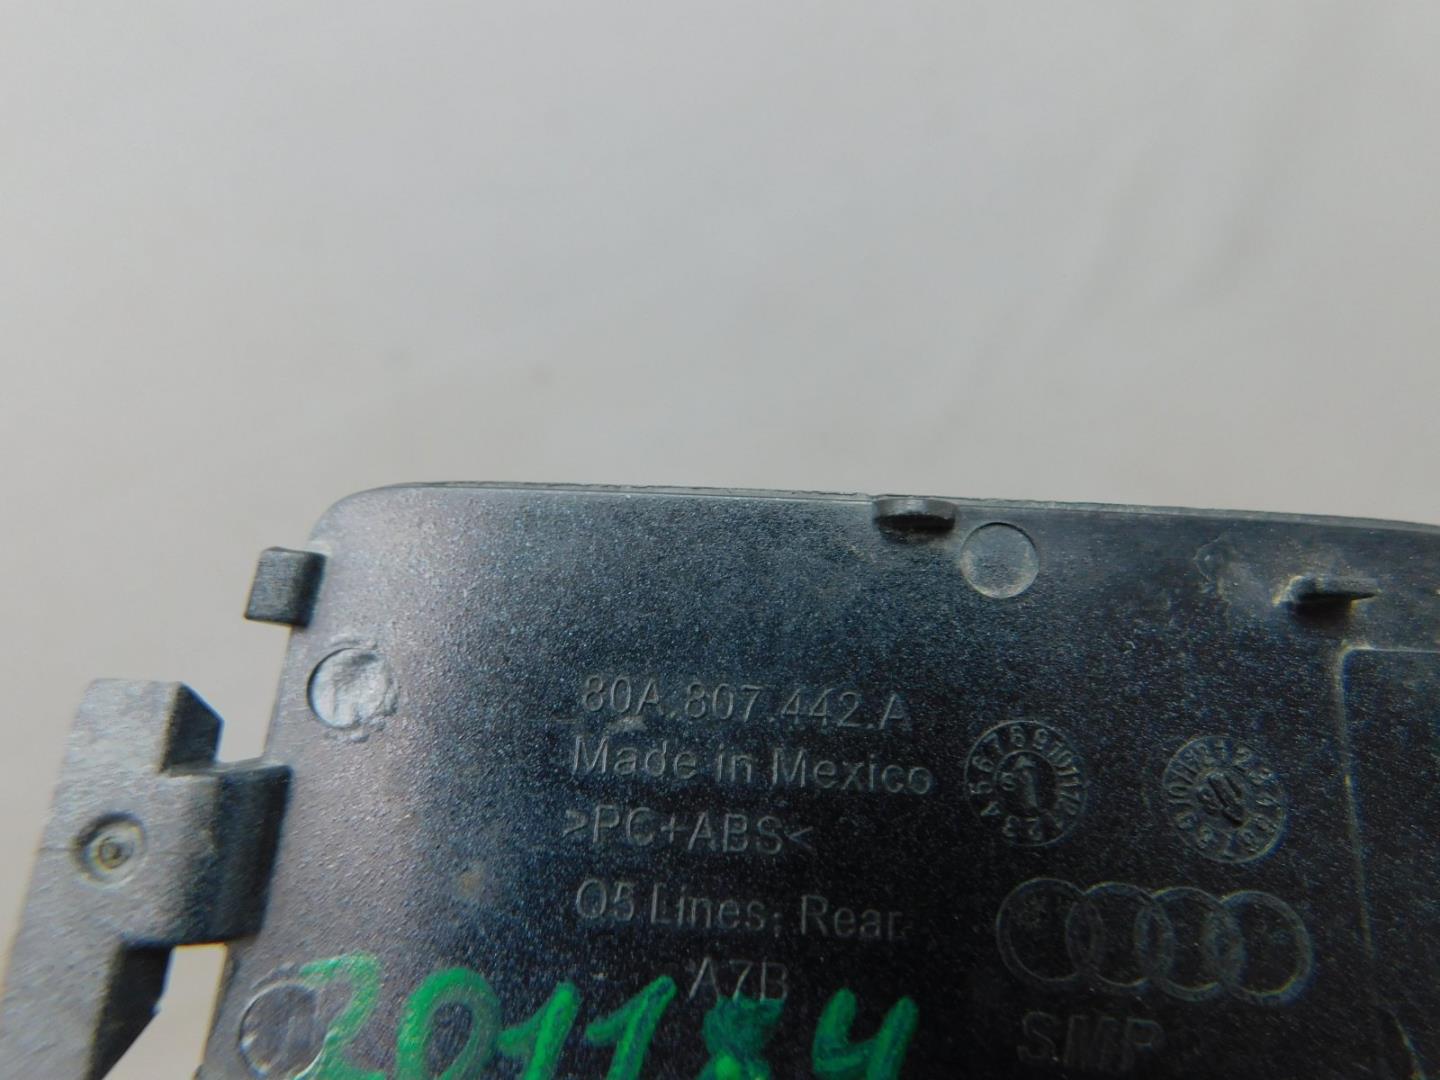 80A.807.442.A
Made in Mexico
>PC+ABS<
Q5 Lines; Rear
A7B
SMP